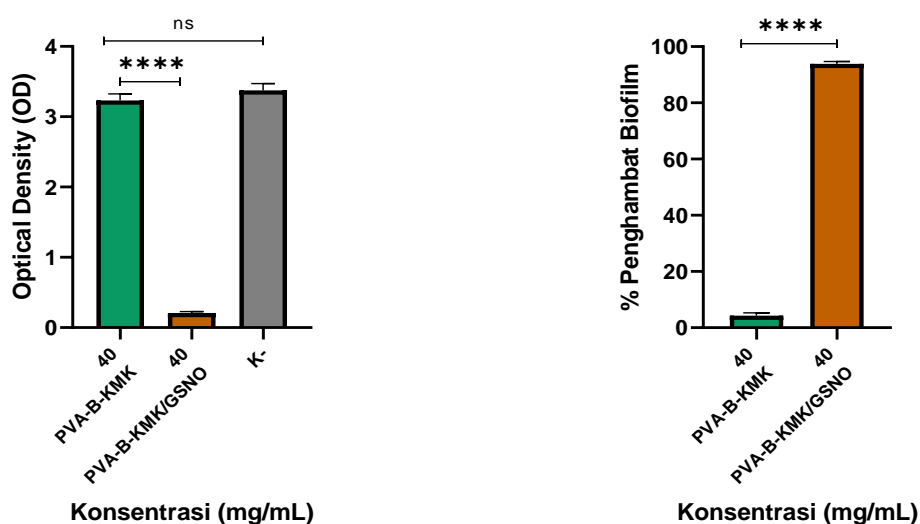 ns
****
Optical Density (OD)
4
3
2
1
0
40
PVA-B-KMK
40
PVA-B-KMK/GSNO
K-
Konsentrasi (mg/mL)
****
% Penghambat Biofilm
100
80
60
40
20
0
40
PVA-B-KMK
40
PVA-B-KMK/GSNO
Konsentrasi (mg/mL)